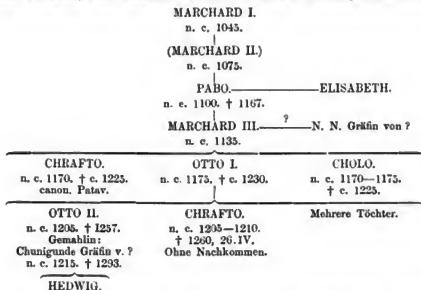 MARCHARD I.
n. c. 1045.
(MARCHARD II.)
n. c. 1075.
PABO. ELISABETH.
n. c. 1100. † 1167.
MARCHARD III. ? N. N. Gräfin von ?
n. c. 1135.
CHRAFTO. OTTO I. CHOLO.
n. c. 1170. † c. 1225. n. c. 1175. † c. 1230. n. c. 1170—1175.
canon. Patav. † c. 1225.
OTTO II. CHRAFTO. Mehrere Töchter.
n. c. 1205. † 1257. n. c. 1205—1210.
Gemahlin: † 1260, 26.IV.
Chunigunde Gräfin v. ? Ohne Nachkommen.
n. c. 1215. † 1293.
HEDWIG.